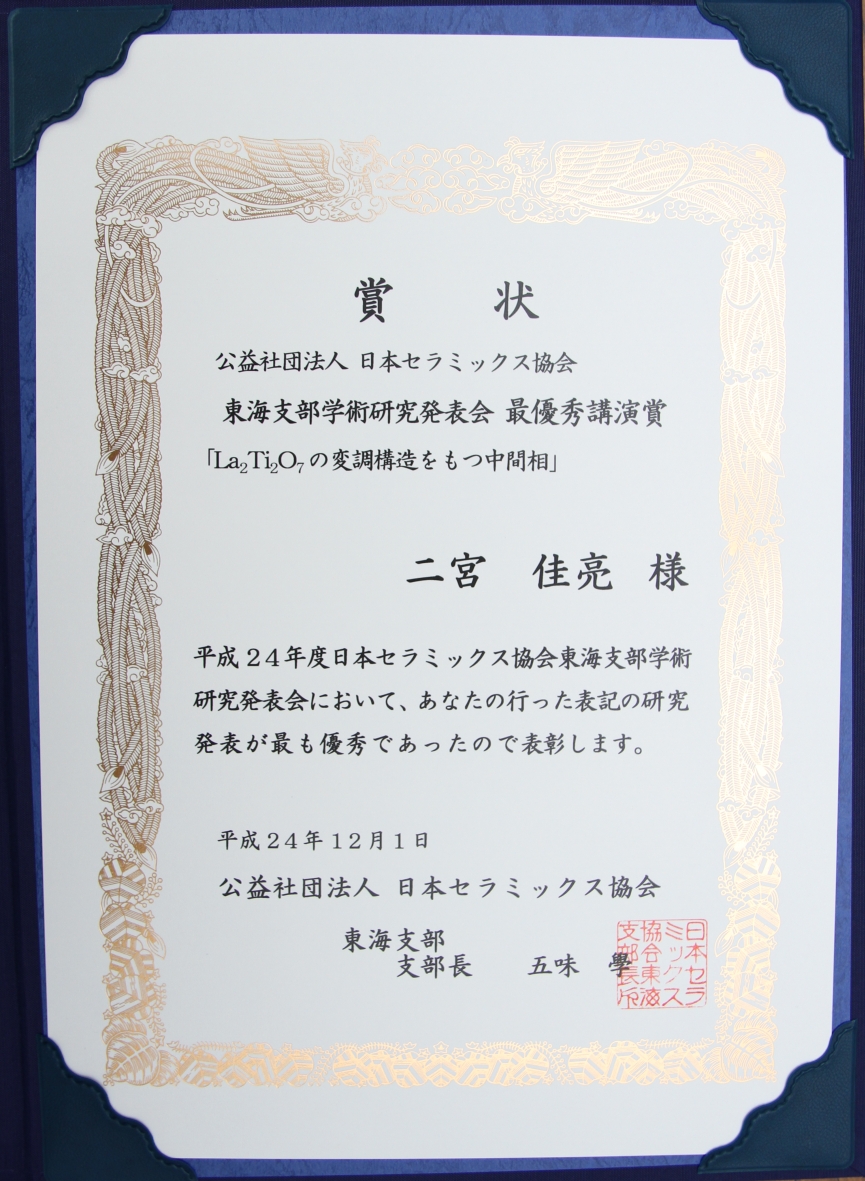 賞 状
公益社団法人 日本セラミックス協会
東海支部学術研究発表会 最優秀講演賞
「La₂Ti₂O₇の変調構造をもつ中間相」
二宮 佳亮 様
平成24年度日本セラミックス協会東海支部学術
研究発表会において、あなたの行った表記の研究
発表が最も優秀であったので表彰します。
平成24年12月1日
公益社団法人 日本セラミックス協会
東海支部
支部長 五味 學
日本セラ
ミックス
協会東海
支部長印